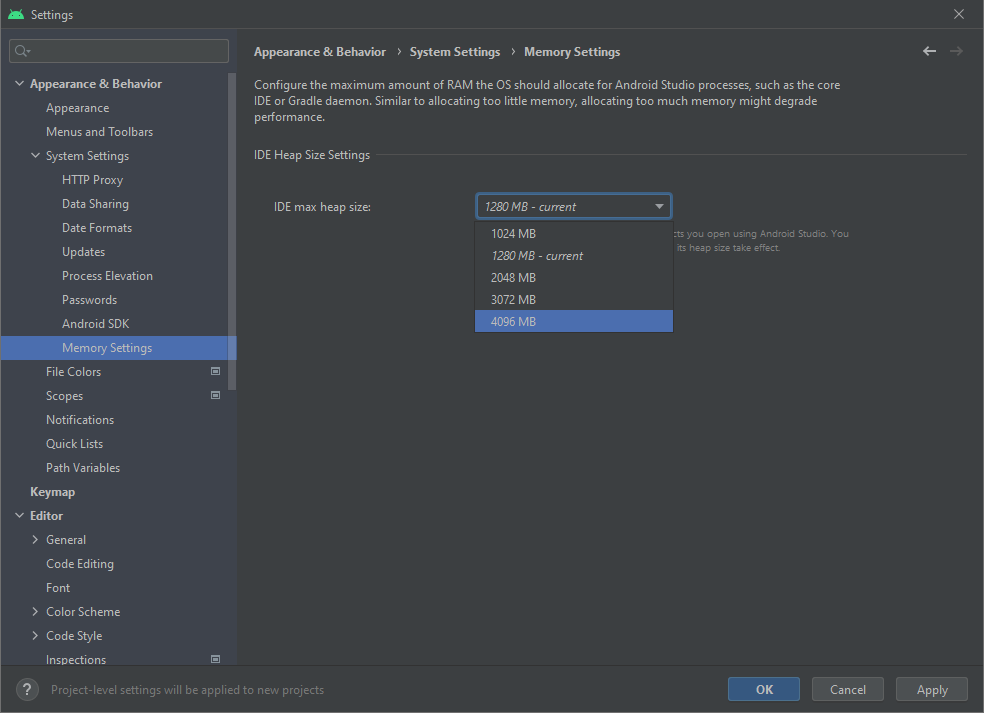 Settings
Appearance & Behavior
Appearance
Menus and Toolbars
System Settings
HTTP Proxy
Data Sharing
Date Formats
Updates
Process Elevation
Passwords
Android SDK
Memory Settings
File Colors
Scopes
Notifications
Quick Lists
Path Variables
Keymap
Editor
General
Code Editing
Font
Color Scheme
Code Style
Inspections
Appearance & Behavior › System Settings › Memory Settings
Configure the maximum amount of RAM the OS should allocate for Android Studio processes, such as the core
IDE or Gradle daemon. Similar to allocating too little memory, allocating too much memory might degrade
performance.
IDE Heap Size Settings
IDE max heap size: 1280 MB - current
1024 MB
1280 MB - current
2048 MB
3072 MB
4096 MB
you open using Android Studio. You
its heap size take effect.
? Project-level settings will be applied to new projects
OK Cancel Apply